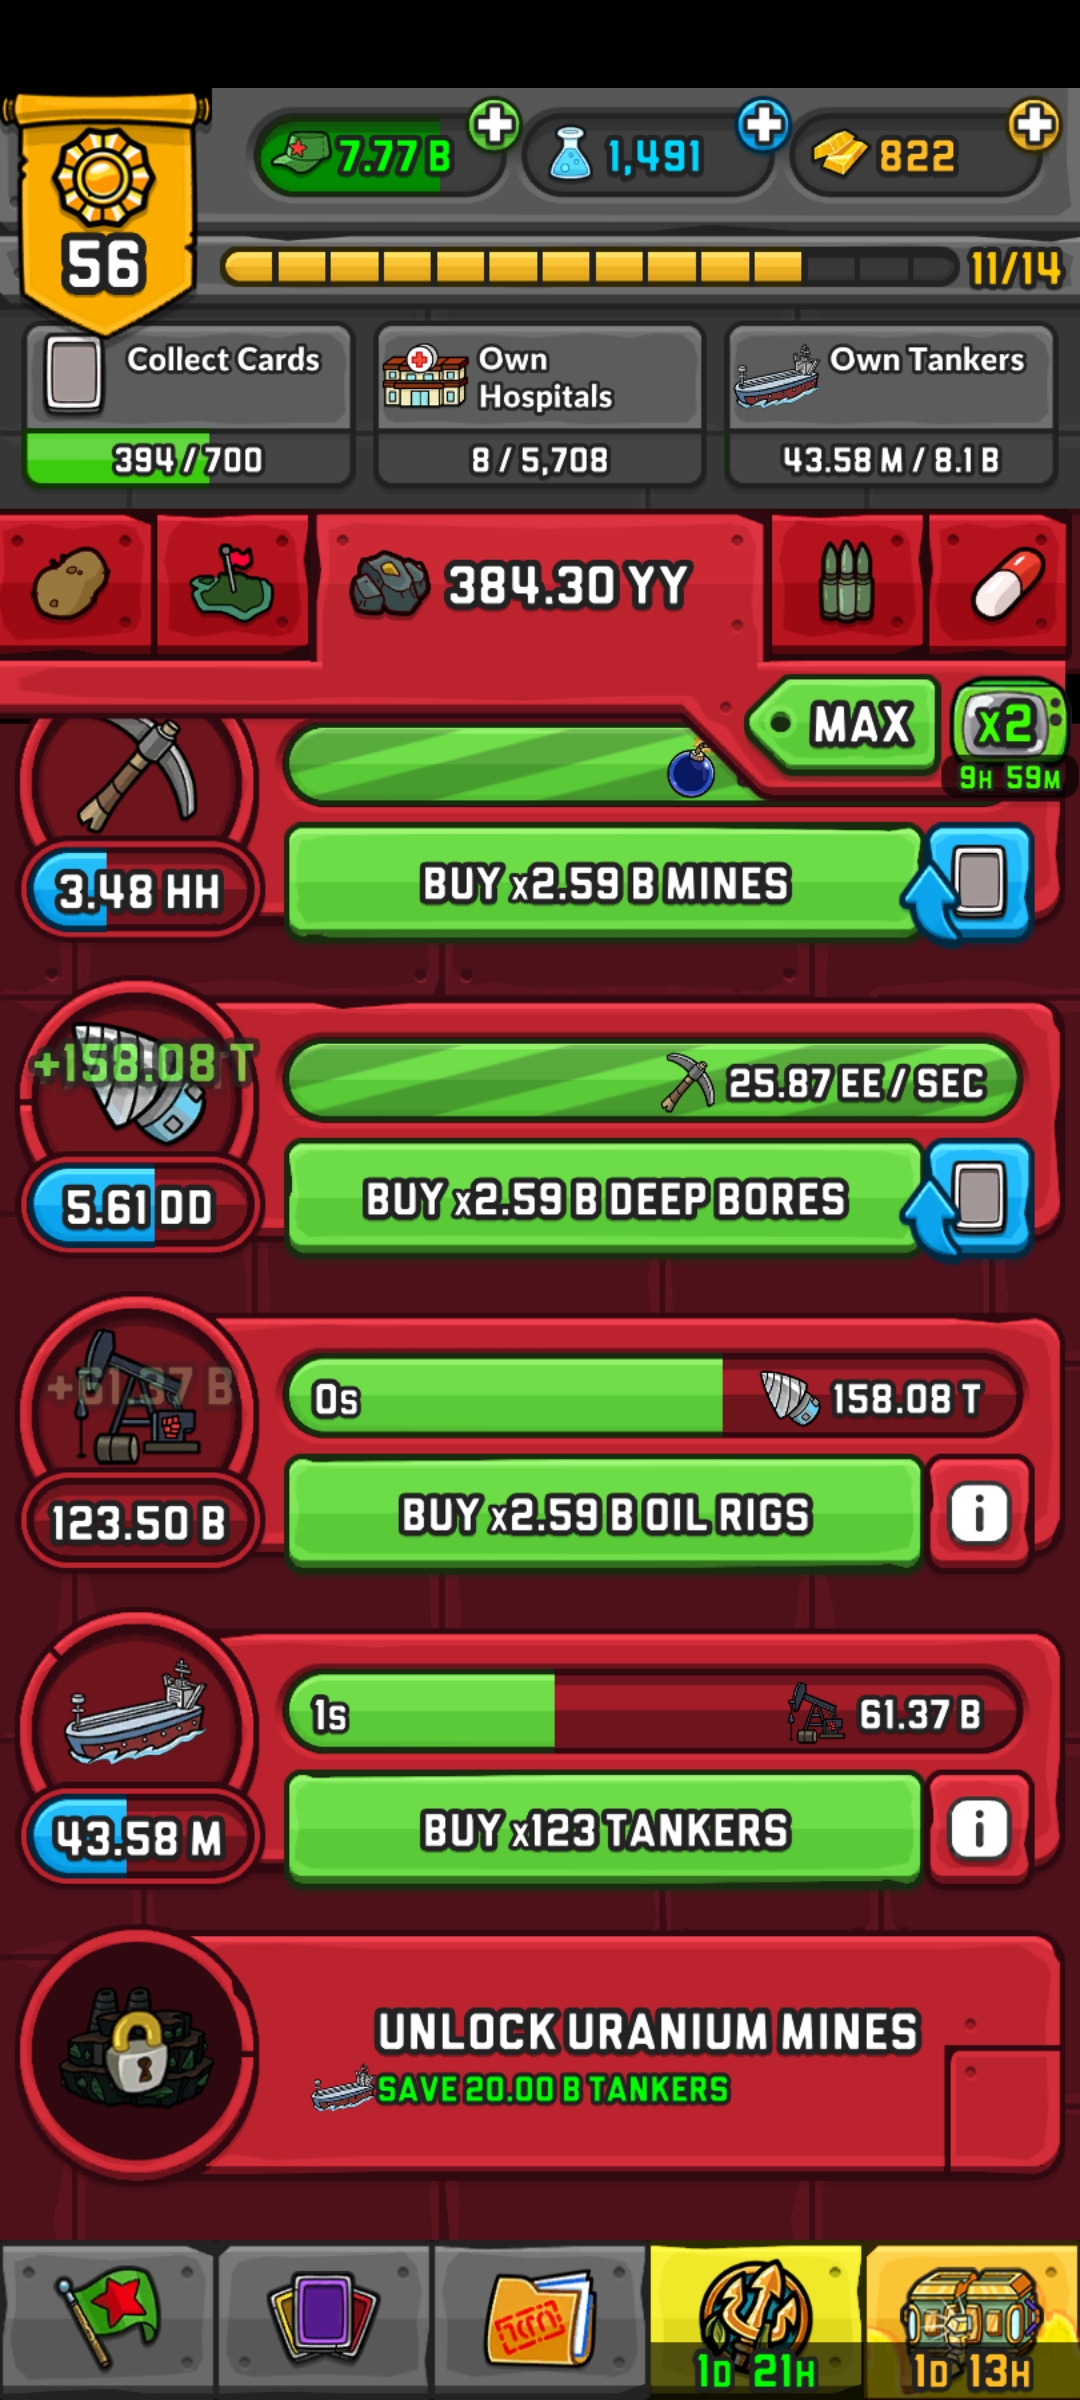 7.77 B
1,491
822
56
11/14
Collect Cards
394/700
Own
Hospitals
8/5,708
Own Tankers
43.58 M/8.1 B
384.30 YY
MAX
x2
9H 59M
3.48 HH
BUY x2.59 B MINES
+158.08 T
25.87 EE / SEC
5.61 DD
BUY x2.59 B DEEP BORES
+61.37 B
0s
158.08 T
123.50 B
BUY x2.59 B OIL RIGS
i
1s
61.37 B
43.58 M
BUY x123 TANKERS
i
UNLOCK URANIUM MINES
SAVE 20.00 B TANKERS
1D 21H
1D 13H